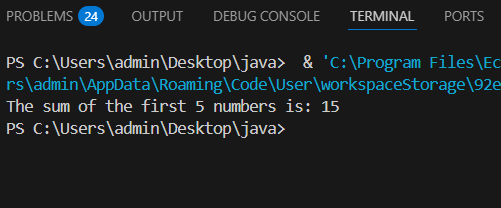 PROBLEMS 24 OUTPUT DEBUG CONSOLE TERMINAL PORTS
PS C:\Users\admin\Desktop\java>  & 'C:\Program Files\Ec
rs\admin\AppData\Roaming\Code\User\workspaceStorage\92e
The sum of the first 5 numbers is: 15
PS C:\Users\admin\Desktop\java>